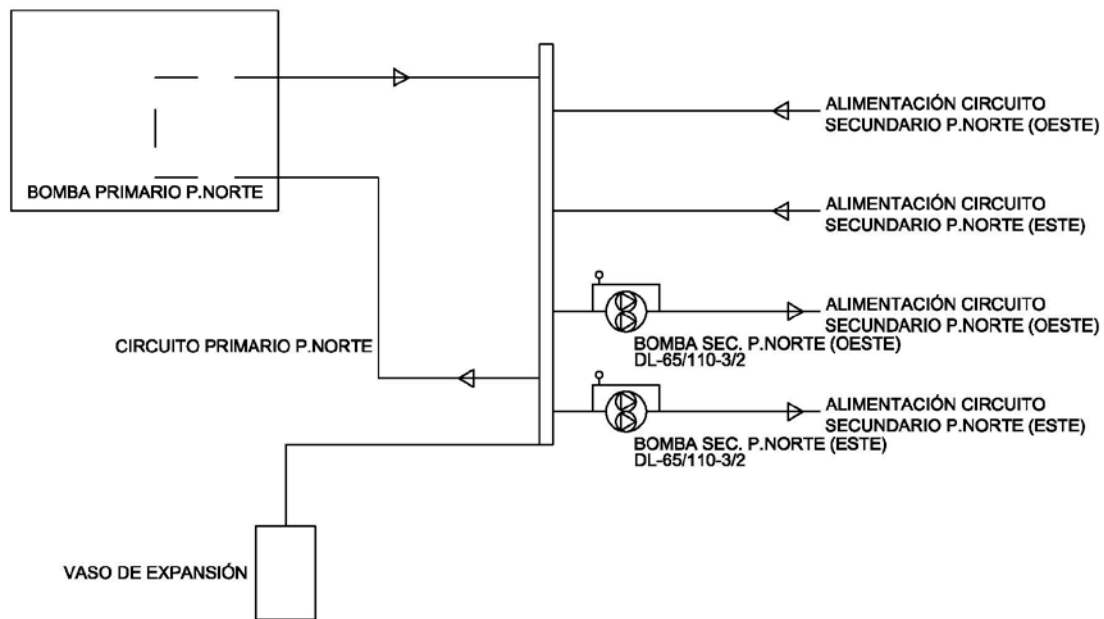 ALIMENTACIÓN CIRCUITO
SECUNDARIO P.NORTE (OESTE)
BOMBA PRIMARIO P.NORTE
ALIMENTACIÓN CIRCUITO
SECUNDARIO P.NORTE (ESTE)
ALIMENTACIÓN CIRCUITO
SECUNDARIO P.NORTE (OESTE)
BOMBA SEC. P.NORTE (OESTE)
DL-65/110-3/2
CIRCUITO PRIMARIO P.NORTE
ALIMENTACIÓN CIRCUITO
SECUNDARIO P.NORTE (ESTE)
BOMBA SEC. P.NORTE (ESTE)
DL-65/110-3/2
VASO DE EXPANSIÓN